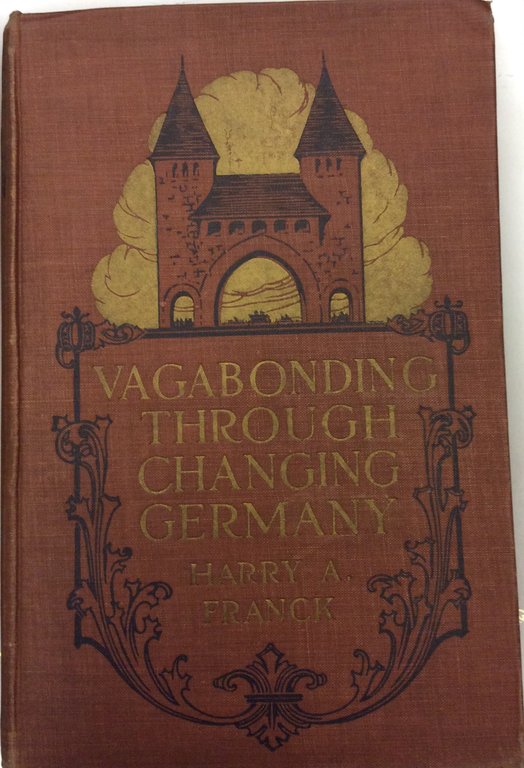 VAGABONDING
THROUGH
CHANGING
GERMANY
HARRY A.
FRANCK